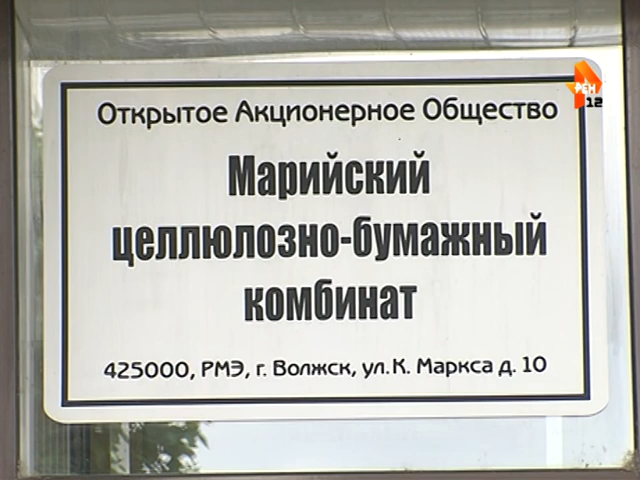 РЕН
12
Открытое Акционерное Общество
Марийский
целлюлозно-бумажный
комбинат
425000, РМЭ, г. Волжск, ул. К. Маркса д. 10